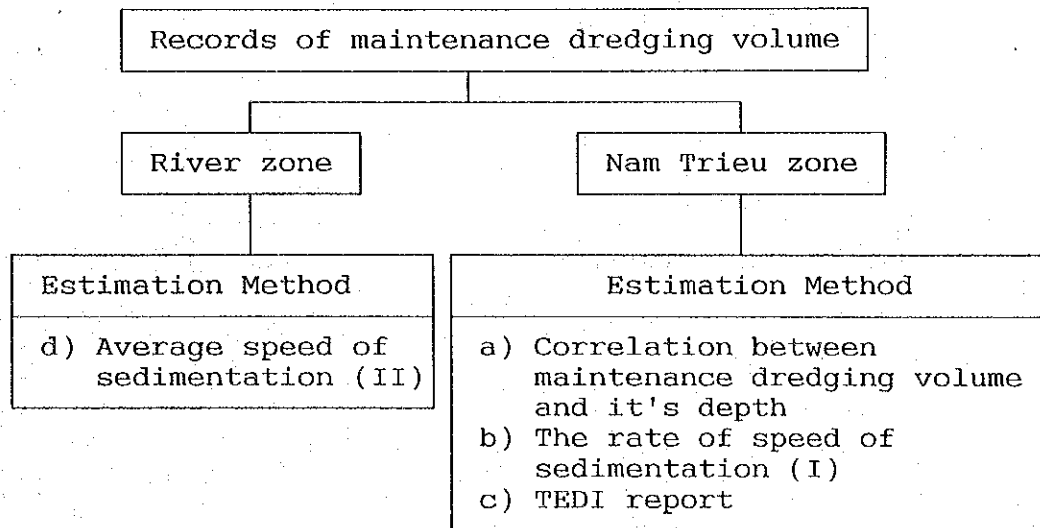 Records of maintenance dredging volume
River zone
Nam Trieu zone
Estimation Method
d) Average speed of
sedimentation (II)
Estimation Method
a) Correlation between
maintenance dredging volume
and it's depth
b) The rate of speed of
sedimentation (I)
c) TEDI report